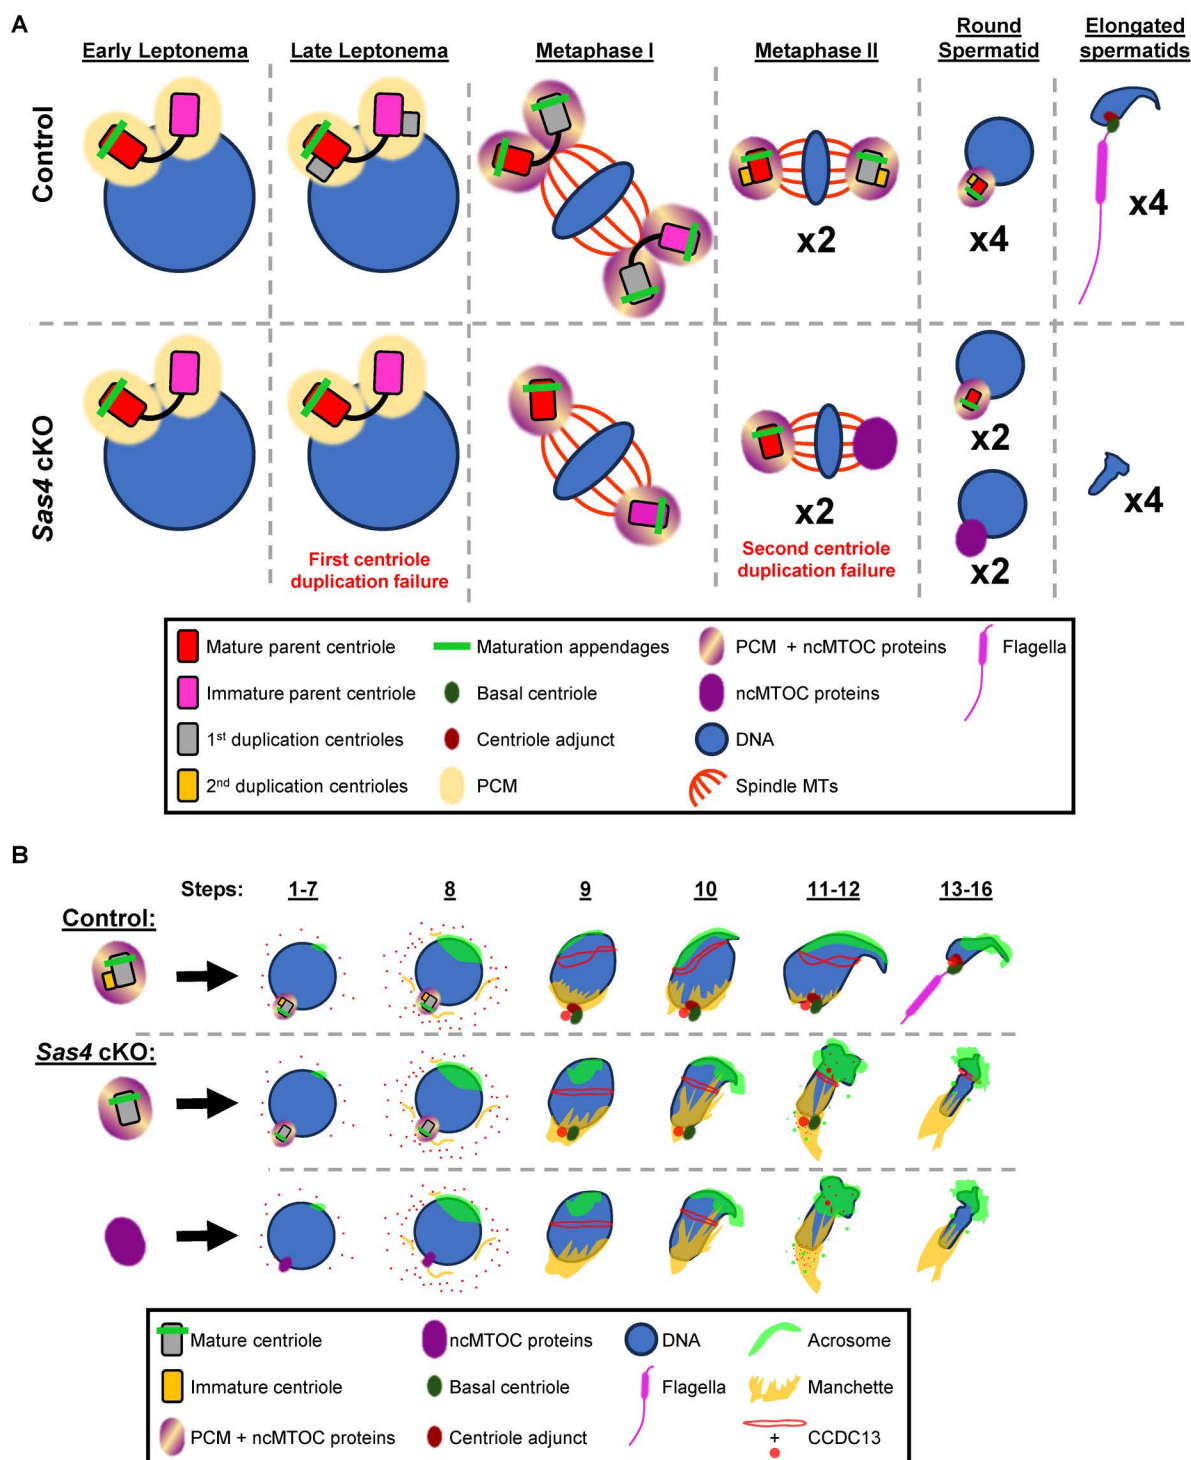 A
Early Leptonema
Late Leptonema
Metaphase I
Metaphase II
Round
Spermatid
Elongated
spermatids
Control
x2
x4
x4
Sas4 cKO
First centriole
duplication failure
x2
Second centriole
duplication failure
x2
x2
x4
Mature parent centriole
Maturation appendages
PCM + ncMTOC proteins
Flagella
Immature parent centriole
Basal centriole
ncMTOC proteins
1st duplication centrioles
Centriole adjunct
DNA
2nd duplication centrioles
PCM
Spindle MTs
B
Steps:
1-7
8
9
10
11-12
13-16
Control:
Sas4 cKO:
Mature centriole
ncMTOC proteins
DNA
Acrosome
Immature centriole
Basal centriole
Flagella
Manchette
PCM + ncMTOC proteins
Centriole adjunct
+
CCDC13